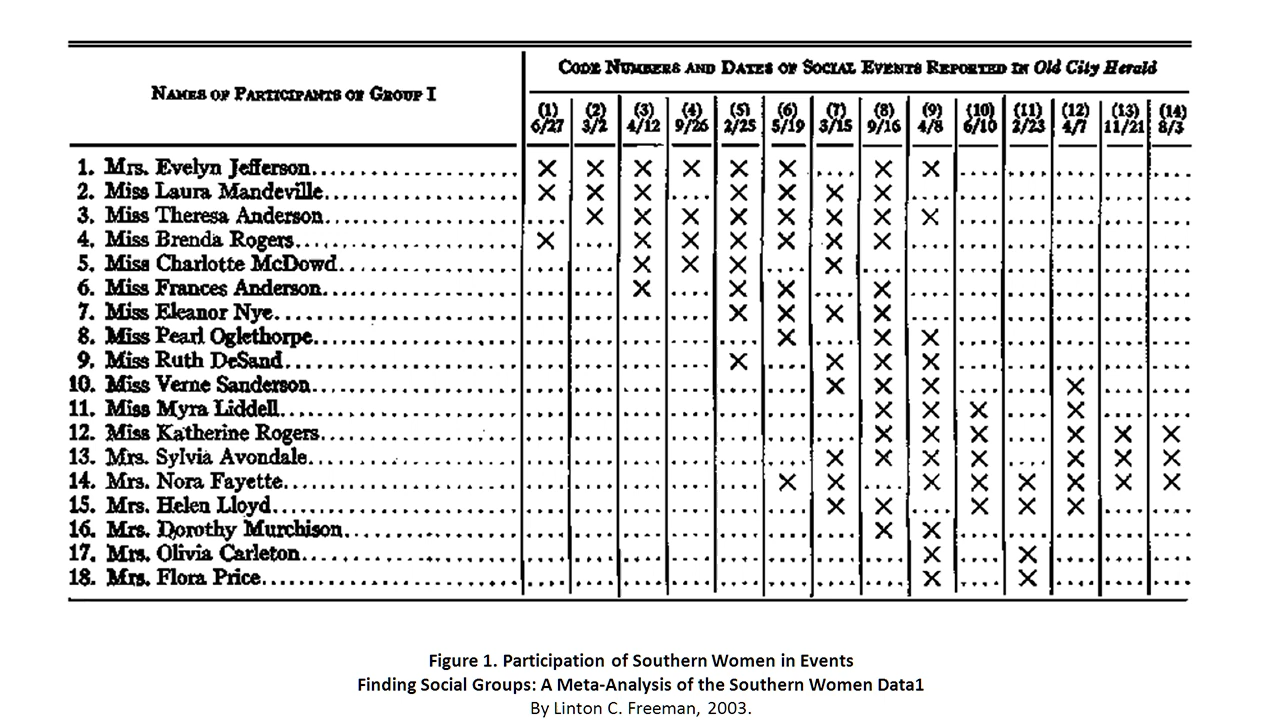 NAMES OF PARTICIPANTS OF GROUP I
CODE NUMBERS AND DATES OF SOCIAL EVENTS REPORTED IN Old City Herald
(1) (2) (3) (4) (5) (6) (7) (8) (9) (10) (11) (12) (13) (14)
6/27 3/2 4/12 9/26 2/25 5/19 3/15 9/16 4/8 6/10 2/23 4/7 11/21 8/3
1. Mrs. Evelyn Jefferson × × × × × × .... × × .... .... .... .... ....
2. Miss Laura Mandeville × × × .... × × × × .... .... .... .... .... ....
3. Miss Theresa Anderson .... × × × × × × × × .... .... .... .... ....
4. Miss Brenda Rogers × .... × × × × × × .... .... .... .... .... ....
5. Miss Charlotte McDowd .... .... × × × .... × .... .... .... .... .... .... ....
6. Miss Frances Anderson .... .... × .... × × .... × .... .... .... .... .... ....
7. Miss Eleanor Nye .... .... .... .... × × × × .... .... .... .... .... ....
8. Miss Pearl Oglethorpe .... .... .... .... .... × .... × × .... .... .... .... ....
9. Miss Ruth DeSand .... .... .... .... × .... × × × .... .... .... .... ....
10. Miss Verne Sanderson .... .... .... .... .... .... × × × .... .... × .... ....
11. Miss Myra Liddell .... .... .... .... .... .... .... × × × .... × .... ....
12. Miss Katherine Rogers .... .... .... .... .... .... .... × × × .... × × ×
13. Mrs. Sylvia Avondale .... .... .... .... .... .... × × × × .... × × ×
14. Mrs. Nora Fayette .... .... .... .... .... × × .... × × × × × ×
15. Mrs. Helen Lloyd .... .... .... .... .... .... × × .... × × × .... ....
16. Mrs. Dorothy Murchison .... .... .... .... .... .... .... × × .... .... .... .... ....
17. Mrs. Olivia Carleton .... .... .... .... .... .... .... .... × .... × .... .... ....
18. Mrs. Flora Price .... .... .... .... .... .... .... .... × .... × .... .... ....
Figure 1. Participation of Southern Women in Events
Finding Social Groups: A Meta-Analysis of the Southern Women Data1
By Linton C. Freeman, 2003.